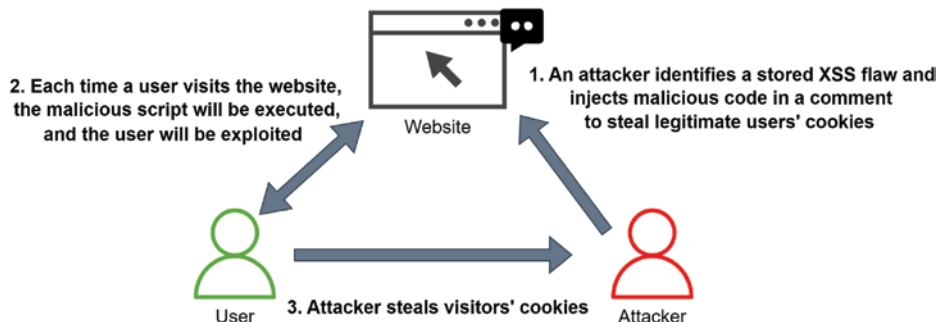 2. Each time a user visits the website,
the malicious script will be executed,
and the user will be exploited
1. An attacker identifies a stored XSS flaw and
injects malicious code in a comment
to steal legitimate users' cookies
Website
3. Attacker steals visitors' cookies
User
Attacker